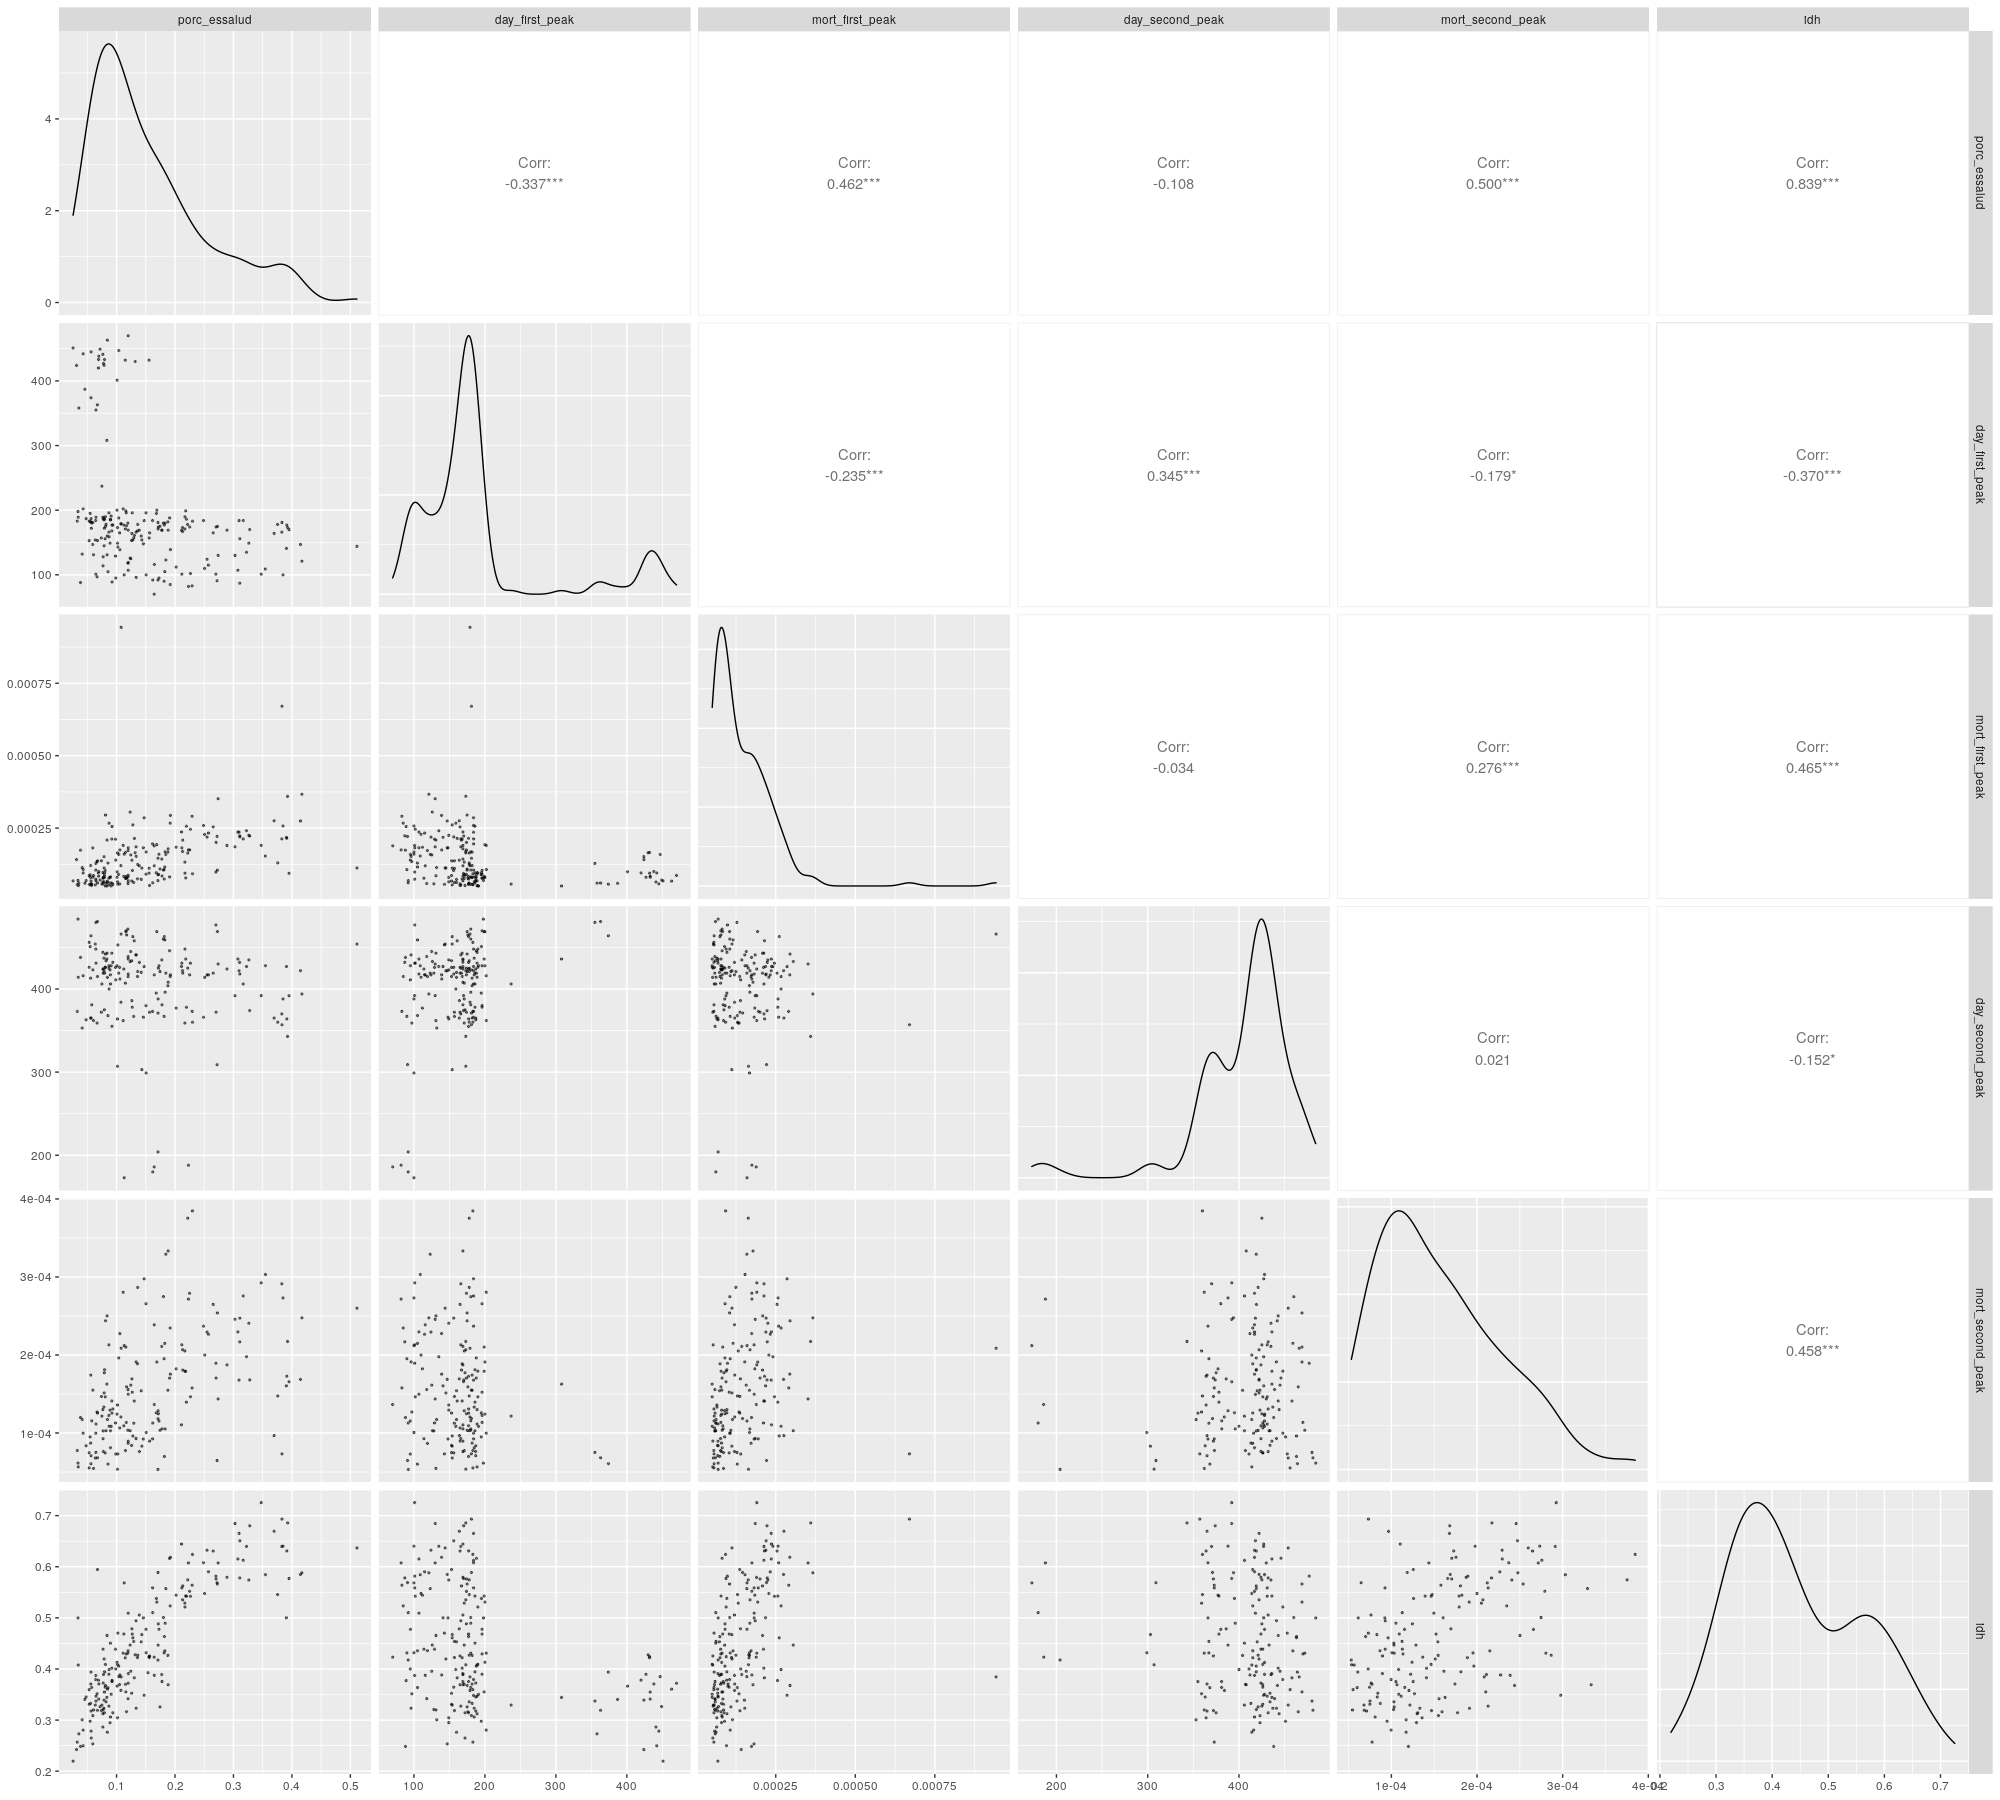 porc_essalud day_first_peak mort_first_peak day_second_peak mort_second_peak idh
4
2
0
Corr:
-0.337***
Corr:
0.462***
Corr:
-0.108
Corr:
0.500***
Corr:
0.839***
porc_essalud
400
300
200
100
Corr:
-0.235***
Corr:
0.345***
Corr:
-0.179*
Corr:
-0.370***
day_first_peak
0.00075
0.00050
0.00025
Corr:
-0.034
Corr:
0.276***
Corr:
0.465***
mort_first_peak
400
300
200
Corr:
0.021
Corr:
-0.152*
day_second_peak
4e-04
3e-04
2e-04
1e-04
Corr:
0.458***
mort_second_peak
0.7
0.6
0.5
0.4
0.3
0.2
idh
0.1 0.2 0.3 0.4 0.5
100 200 300 400
0.00025 0.00050 0.00075
200 300 400
1e-04 2e-04 3e-04 4e-04
0.2 0.3 0.4 0.5 0.6 0.7